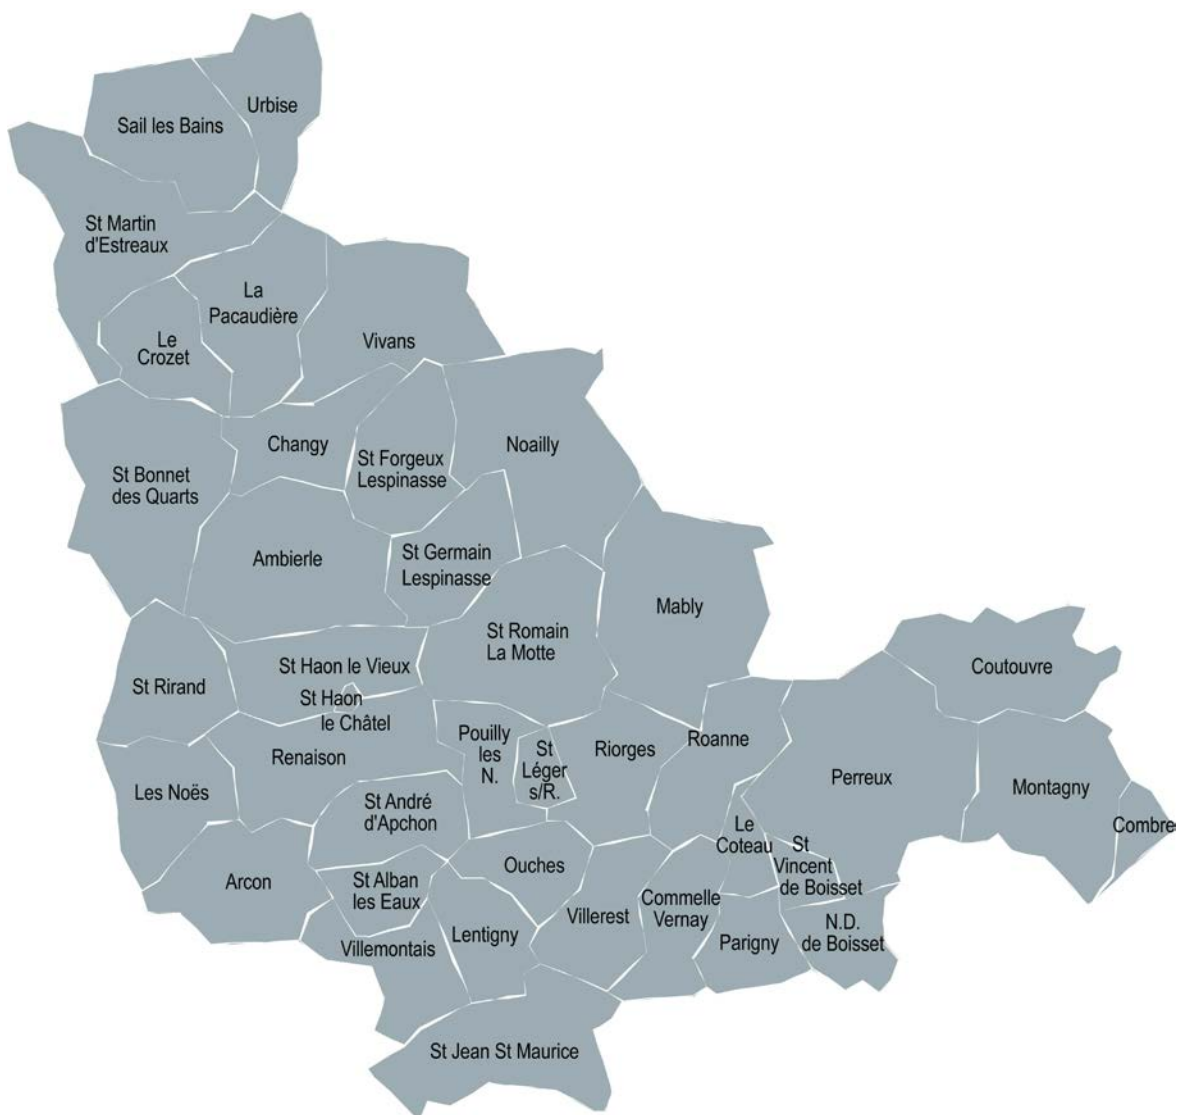 Urbise
Sail les Bains
St Martin
d'Estreaux
La
Pacaudière
Le
Crozet
Vivans
Changy
St Forgeux
Lespinasse
Noailly
St Bonnet
des Quarts
Ambierle
St Germain
Lespinasse
Mably
St Romain
La Motte
St Haon le Vieux
St Rirand
St Haon
le Châtel
Coutouvre
Renaison
Pouilly
les
N.
St
Léger
s/R.
Riorges
Roanne
Perreux
Montagny
Les Noës
St André
d'Apchon
Combre
Le
Coteau
St
Vincent
de Boisset
Ouches
Arcon
St Alban
les Eaux
Villerest
Commelle
Vernay
Lentigny
Villemontais
Parigny
N.D.
de Boisset
St Jean St Maurice